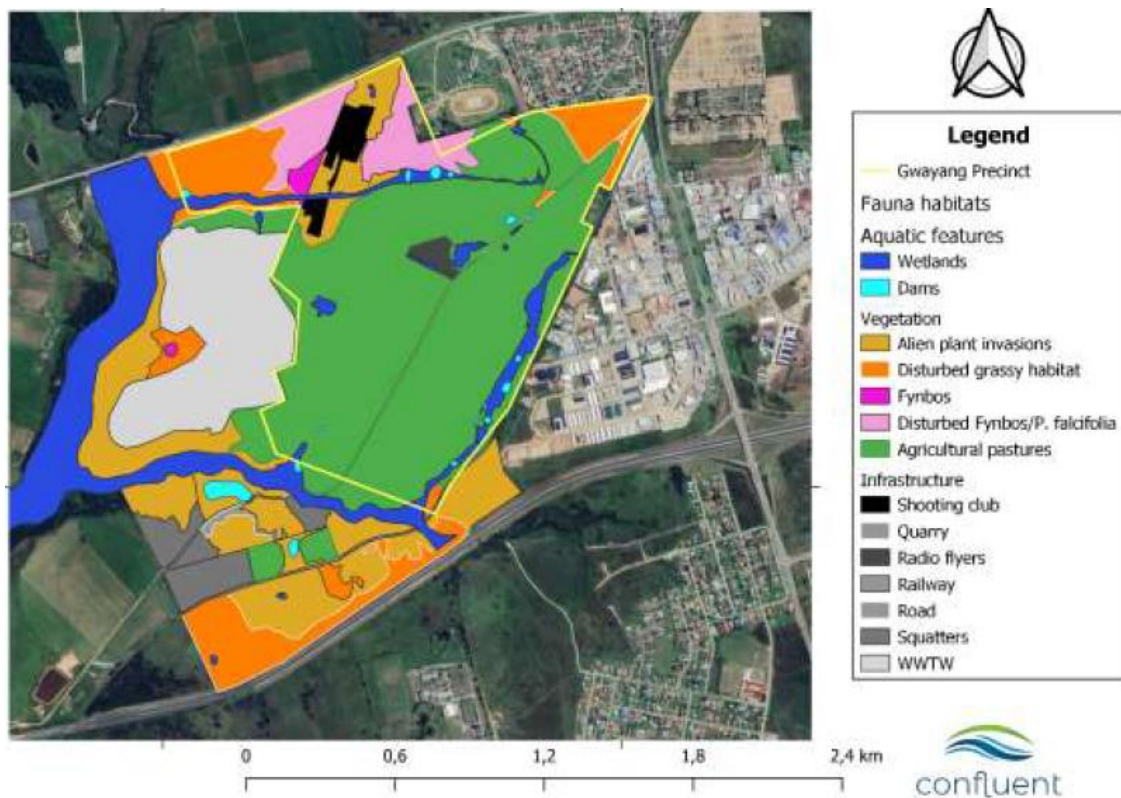 Legend
Gwayang Precinct
Fauna habitats
Aquatic features
Wetlands
Dams
Vegetation
Alien plant invasions
Disturbed grassy habitat
Fynbos
Disturbed Fynbos/P. falcifolia
Agricultural pastures
Infrastructure
Shooting club
Quarry
Radio flyers
Railway
Road
Squatters
WWTW
0 0,6 1,2 1,8 2,4 km
confluent